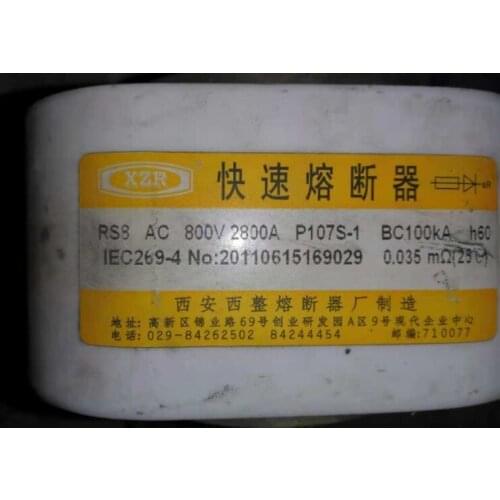 XZR 快速熔断器
RS8 AC 800V 2800A P107S-1 BC100kA h60
IEC269-4 No:20110615169029 0.035 mΩ(25℃)
西安西整熔断器厂制造
地址: 高新区锦业路69号创业研发园A区9号现代企业中心
电话: 029-84262502 84244454 邮编:710077